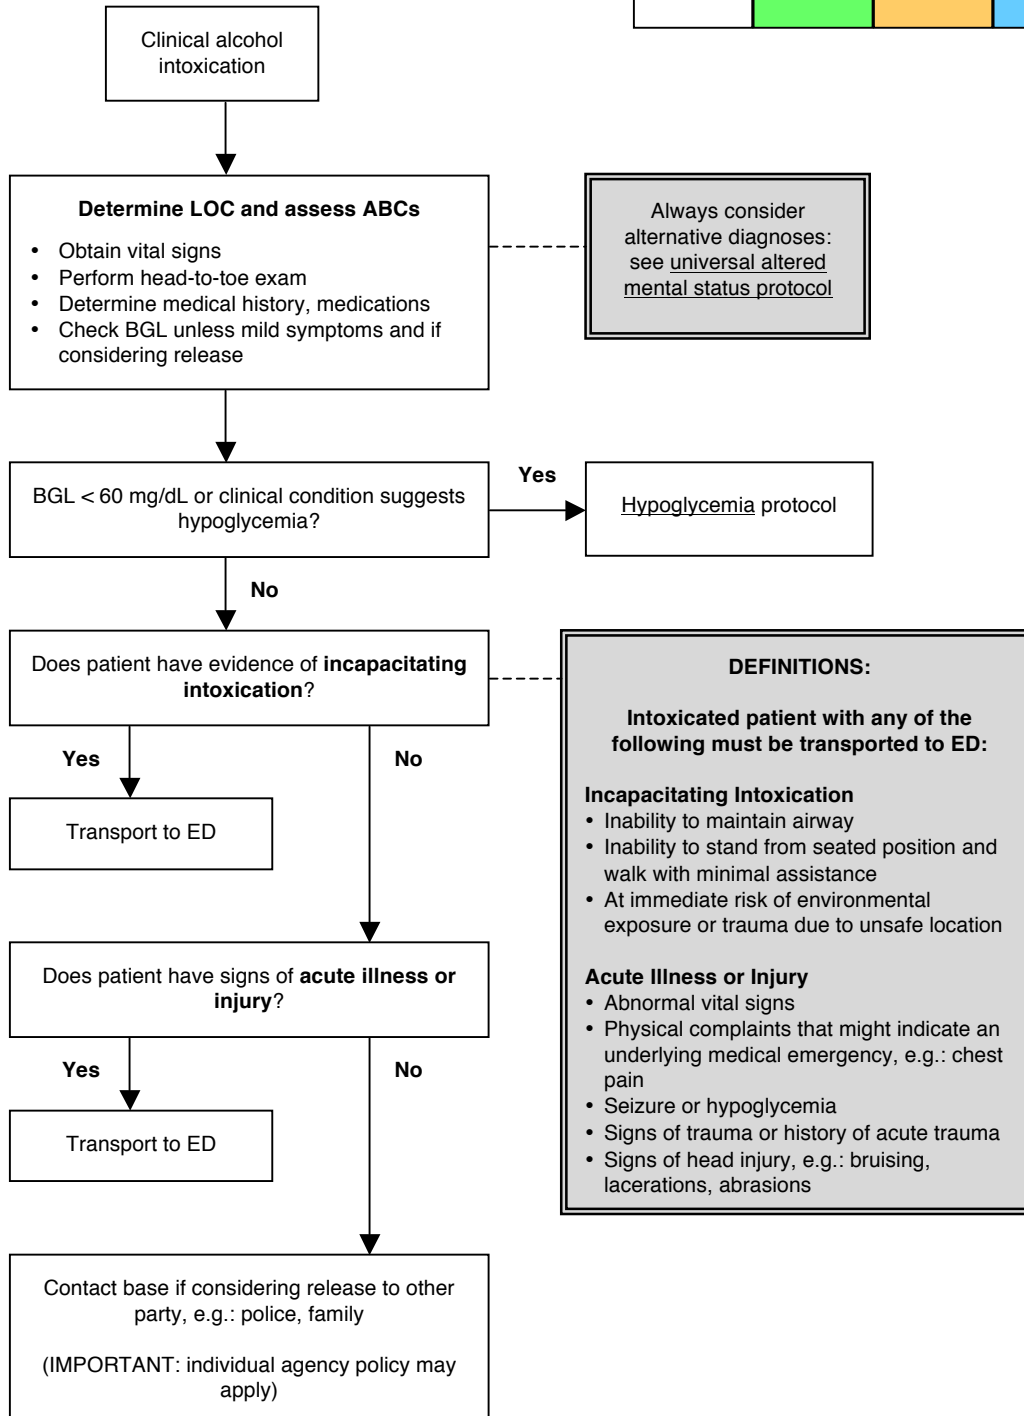 Clinical alcohol
intoxication
Determine LOC and assess ABCs
• Obtain vital signs
• Perform head-to-toe exam
• Determine medical history, medications
• Check BGL unless mild symptoms and if
considering release
Always consider
alternative diagnoses:
see universal altered
mental status protocol
BGL < 60 mg/dL or clinical condition suggests
hypoglycemia?
Yes
Hypoglycemia protocol
No
Does patient have evidence of incapacitating
intoxication?
Yes
No
Transport to ED
Does patient have signs of acute illness or
injury?
Yes
No
Transport to ED
Contact base if considering release to other
party, e.g.: police, family
(IMPORTANT: individual agency policy may
apply)
DEFINITIONS:
Intoxicated patient with any of the
following must be transported to ED:
Incapacitating Intoxication
• Inability to maintain airway
• Inability to stand from seated position and
walk with minimal assistance
• At immediate risk of environmental
exposure or trauma due to unsafe location
Acute Illness or Injury
• Abnormal vital signs
• Physical complaints that might indicate an
underlying medical emergency, e.g.: chest
pain
• Seizure or hypoglycemia
• Signs of trauma or history of acute trauma
• Signs of head injury, e.g.: bruising,
lacerations, abrasions